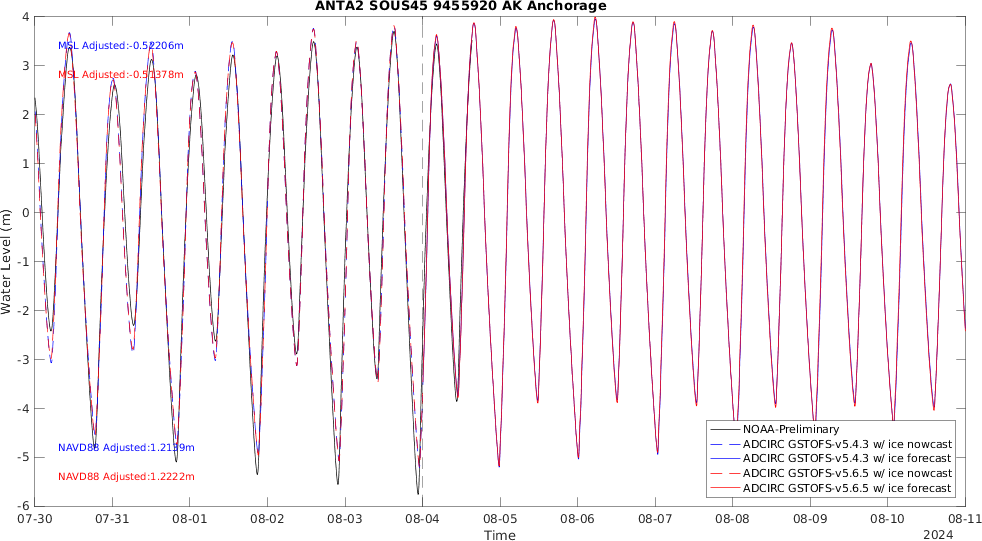 ANTA2 SOUS45 9455920 AK Anchorage
MSL Adjusted:-0.52206m
MSL Adjusted:-0.51378m
NAVD88 Adjusted:1.2139m
NAVD88 Adjusted:1.2222m
Water Level (m)
4
3
2
1
0
-1
-2
-3
-4
-5
-6
NOAA-Preliminary
ADCIRC GSTOFS-v5.4.3 w/ ice nowcast
ADCIRC GSTOFS-v5.4.3 w/ ice forecast
ADCIRC GSTOFS-v5.6.5 w/ ice nowcast
ADCIRC GSTOFS-v5.6.5 w/ ice forecast
07-30 07-31 08-01 08-02 08-03 08-04 08-05 08-06 08-07 08-08 08-09 08-10 08-11
Time
2024